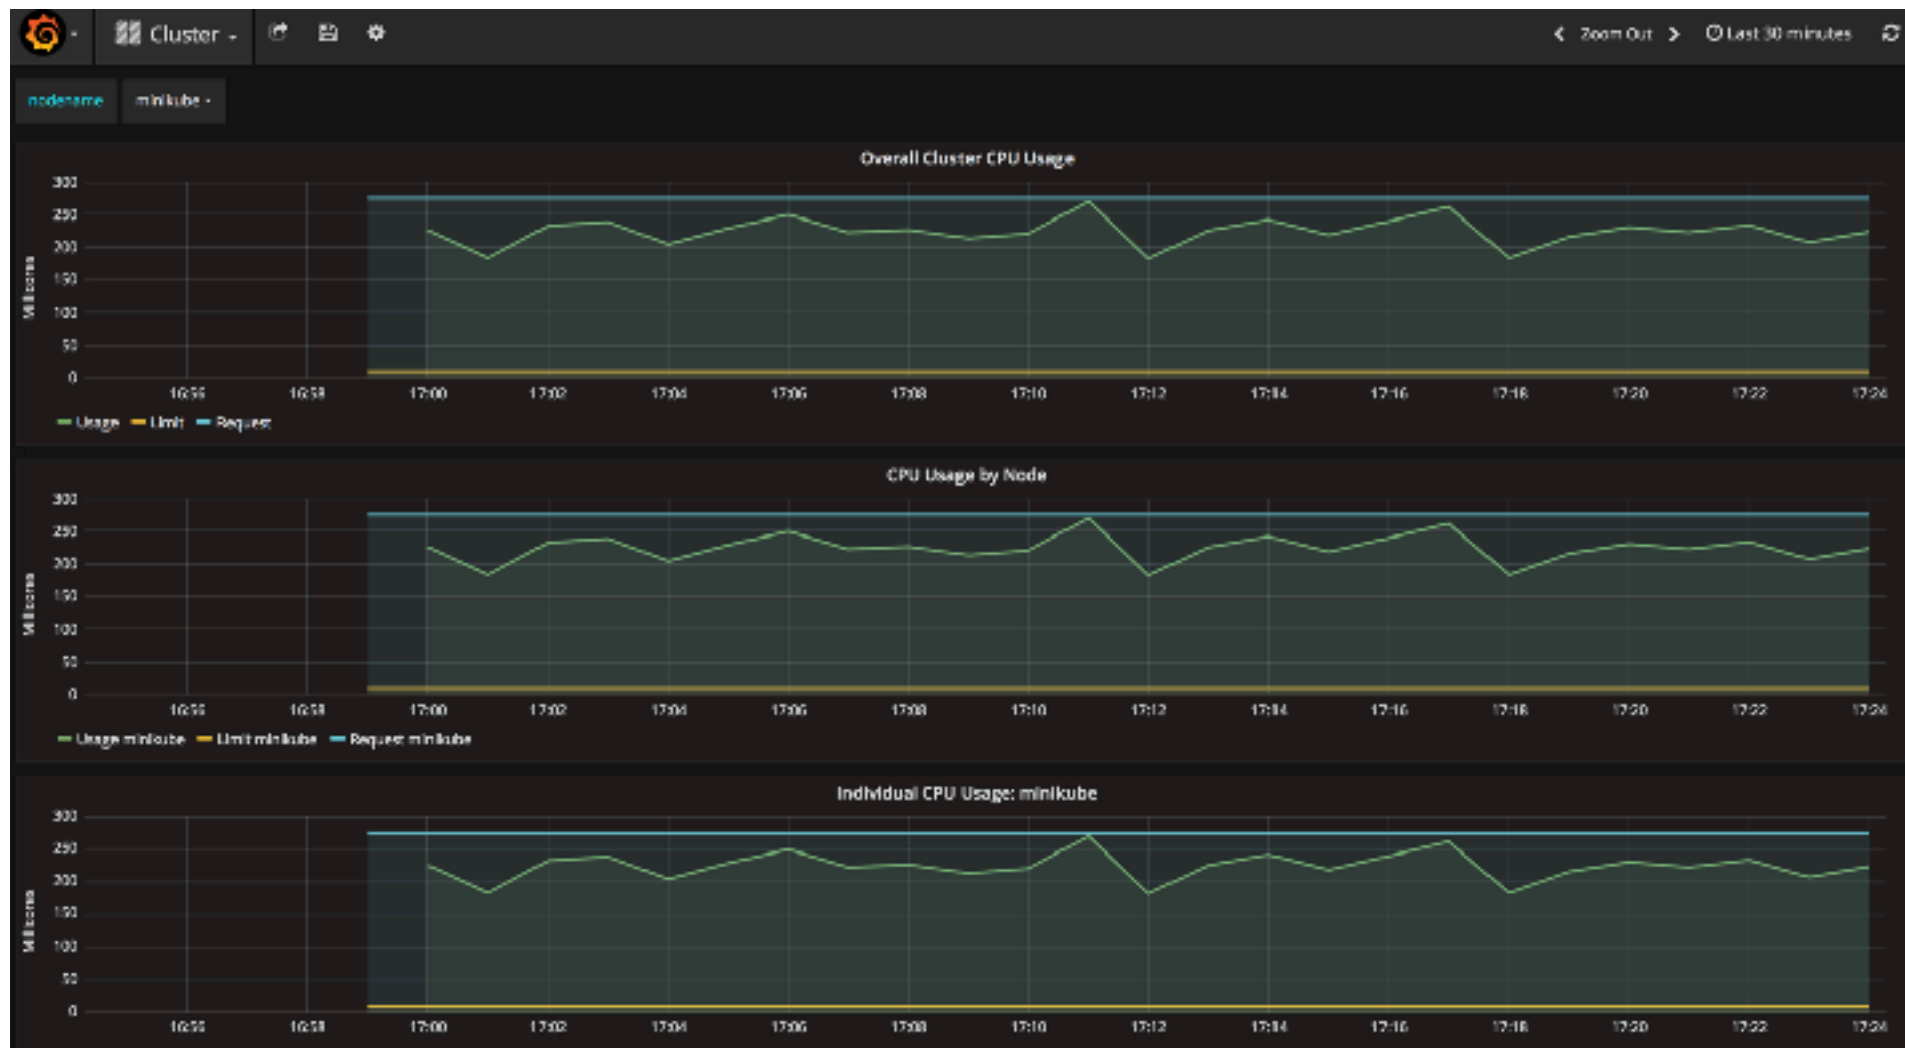 Cluster Zoom Out Last 30 minutes
nodename minikube
Overall Cluster CPU Usage
300
250
200
150
100
50
0
Millicores
16:56 16:58 17:00 17:02 17:04 17:06 17:08 17:10 17:12 17:14 17:16 17:18 17:20 17:22 17:24
Usage Limit Request
CPU Usage by Node
300
250
200
150
100
50
0
Millicores
16:56 16:58 17:00 17:02 17:04 17:06 17:08 17:10 17:12 17:14 17:16 17:18 17:20 17:22 17:24
Usage minikube Limit minikube Request minikube
Individual CPU Usage: minikube
300
250
200
150
100
50
0
Millicores
16:56 16:58 17:00 17:02 17:04 17:06 17:08 17:10 17:12 17:14 17:16 17:18 17:20 17:22 17:24